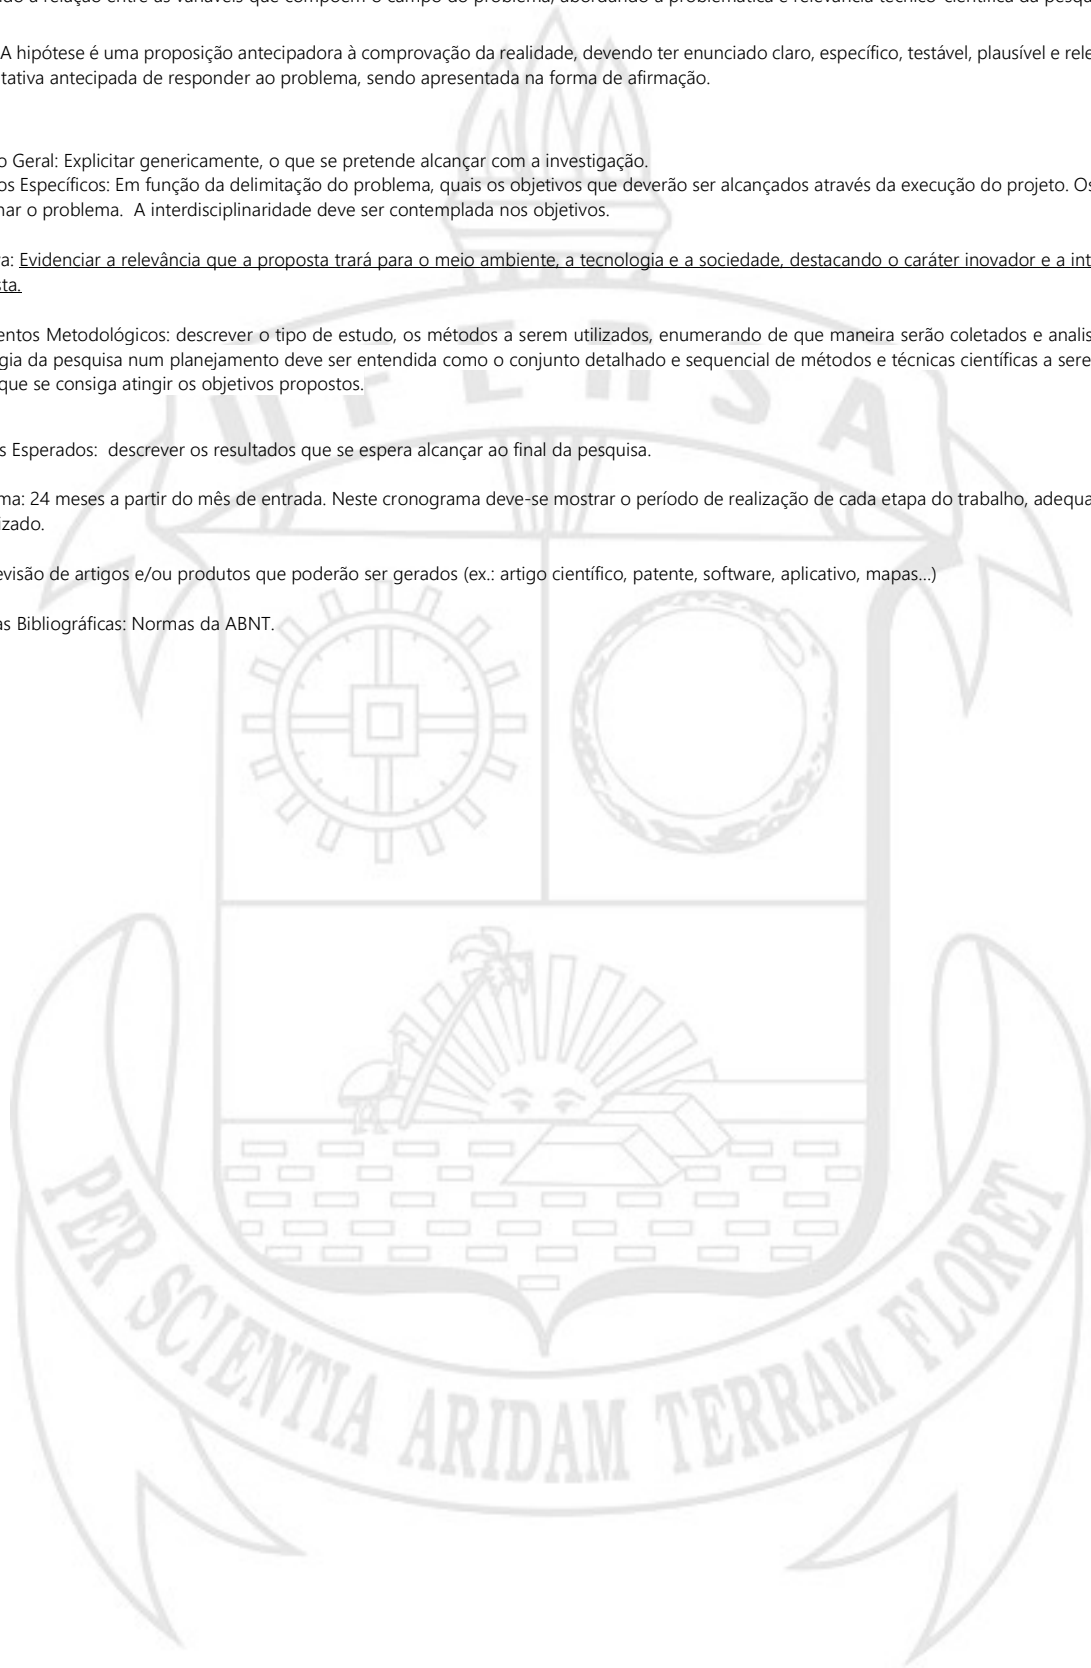 do a relação entre as variáveis que compõem o campo do problema, abordando a problemática e relevância técnico-científica da
A hipótese é uma proposição antecipadora à comprovação da realidade, devendo ter enunciado claro, específico, testável, plausível e rele
tativa antecipada de responder ao problema, sendo apresentada na forma de afirmação.
o Geral: Explicitar genericamente, o que se pretende alcançar com a investigação.
os Específicos: Em função da delimitação do problema, quais os objetivos que deverão ser alcançados através da execução do projeto. Os
nar o problema.  A interdisciplinaridade deve ser contemplada nos objetivos.
a: Evidenciar a relevância que a proposta trará para o meio ambiente, a tecnologia e a sociedade, destacando o caráter inovador e a int
sta.
entos Metodológicos: descrever o tipo de estudo, os métodos a serem utilizados, enumerando de que maneira serão coletados e analis
gia da pesquisa num planejamento deve ser entendida como o conjunto detalhado e sequencial de métodos e técnicas científicas a sere
que se consiga atingir os objetivos propostos.
UFERSA
s Esperados:  descrever os resultados que se espera alcançar ao final da pesquisa.
ma: 24 meses a partir do mês de entrada. Neste cronograma deve-se mostrar o período de realização de cada etapa do trabalho, adequa
izado.
evisão de artigos e/ou produtos que poderão ser gerados (ex.: artigo científico, patente, software, aplicativo, mapas...)
as Bibliográficas: Normas da ABNT.
PER SCIENTIA ARIDAM TERRAM FLORET